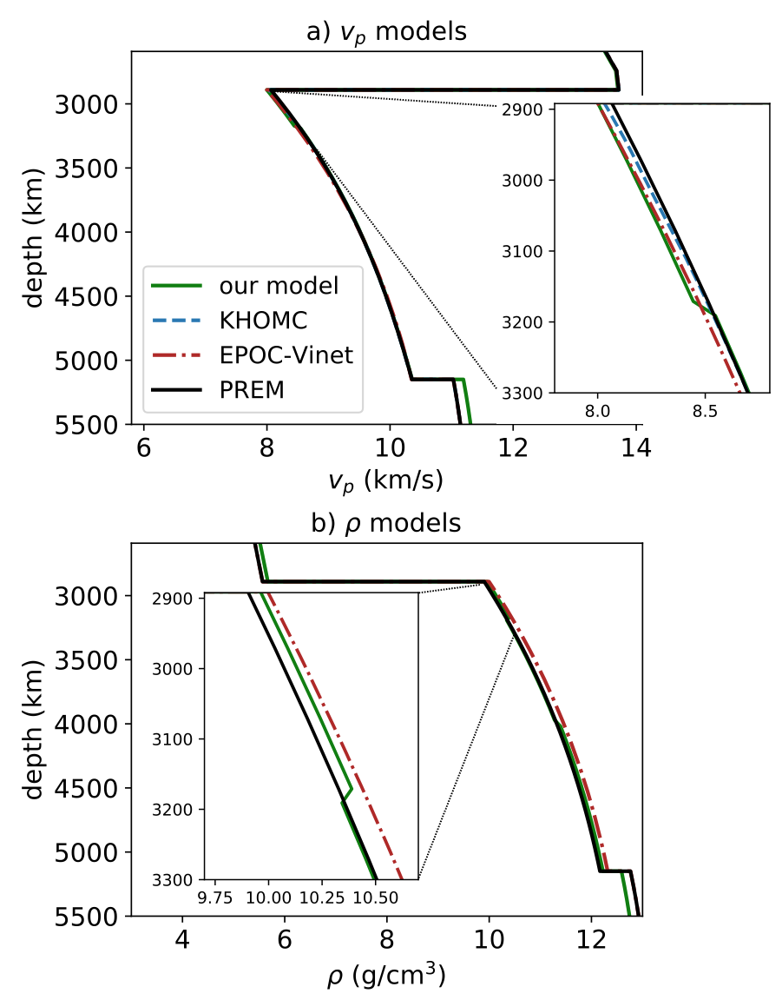 a) vₚ models
3000
3500
4000
4500
5000
5500
depth (km)
our model
KHOMC
EPOC-Vinet
PREM
2900
3000
3100
3200
3300
8.0 8.5
6 8 10 12 14
vₚ (km/s)
b) ρ models
3000
3500
4000
4500
5000
5500
depth (km)
2900
3000
3100
3200
3300
9.75 10.00 10.25 10.50
4 6 8 10 12
ρ (g/cm³)